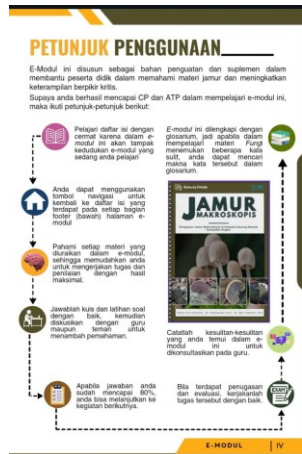 PETUNJUK PENGGUNAAN
E-Modul ini disusun sebagai bahan penguatan dan suplemen dalam
membantu peserta didik dalam memahami materi jamur dan meningkatkan
keterampilan berpikir kritis.
Supaya anda berhasil mencapai CP dan ATP dalam mempelajari e-modul ini,
maka ikuti petunjuk-petunjuk berikut:
Pelajari daftar isi dengan
cermat karena dalam e-
modul ini akan tampak
kedudukan e-modul yang
sedang anda pelajari
Anda dapat menggunakan
tombol navigasi untuk
kembali ke daftar isi yang
terdapat pada setiap bagian
footer (bawah) halaman e-
modul
Pahami setiap materi yang
diuraikan dalam e-modul,
sehingga memudahkan anda
untuk mengerjakan tugas dan
penilaian dengan hasil
maksimal.
Jawablah kuis dan latihan soal
dengan baik, kemudian
diskusikan dengan guru
maupun teman untuk
menambah pemahaman.
Apabila jawaban anda
sudah mencapai 80%,
anda bisa melanjutkan ke
kegiatan berikutnya.
E-modul ini dilengkapi dengan
glosarium, jadi apabila dalam
mempelajari materi Fungi
menemukan beberapa kata
sulit, anda dapat mencari
makna kata tersebut dalam
glosarium.
JAMUR
MAKROSKOPIS
Catatlah kesulitan-kesulitan
yang anda temui dalam e-
modul ini untuk
dikonsultasikan pada guru.
Bila terdapat penugasan
dan evaluasi, kerjakanlah
tugas tersebut dengan baik.
EXAM
E-MODUL | IV